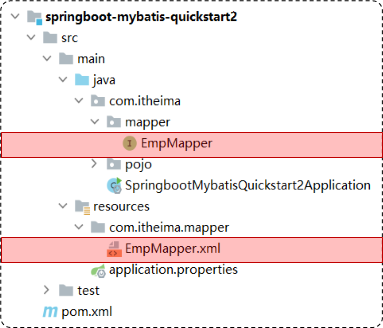 springboot-mybatis-quickstart2
src
main
java
com.itheima
mapper
EmpMapper
pojo
SpringbootMybatisQuickstart2Application
resources
com.itheima.mapper
EmpMapper.xml
application.properties
test
pom.xml